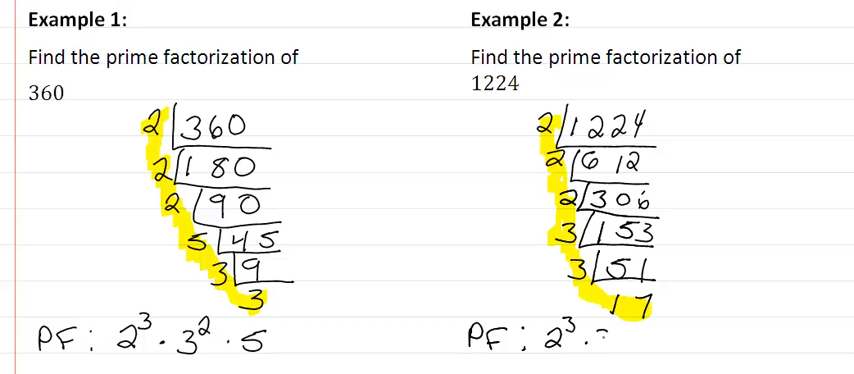 Example 1:
Find the prime factorization of
360
2 360
2 180
2 90
5 45
3 9
3
PF: 2³ · 3² · 5
Example 2:
Find the prime factorization of
1224
2 1224
2 612
2 306
3 153
3 51
17
PF: 2³ ·